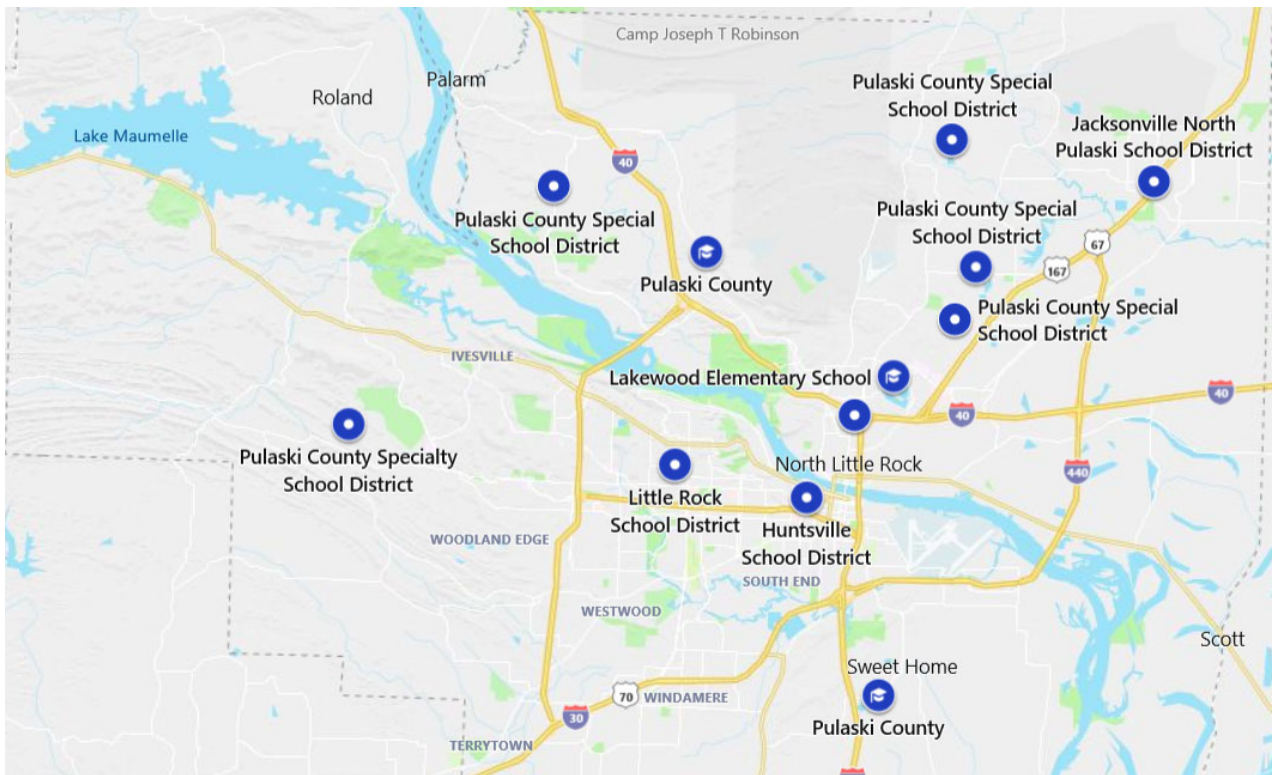 Camp Joseph T Robinson
Palarm
Roland
Pulaski County Special
School District
Jacksonville North
Pulaski School District
Lake Maumelle
40
Pulaski County Special
School District
Pulaski County Special
School District
67
167
Pulaski County
Pulaski County Special
School District
IVESVILLE
Lakewood Elementary School
40
40
Pulaski County Specialty
School District
North Little Rock
440
Little Rock
School District
Huntsville
School District
WOODLAND EDGE
SOUTH END
WESTWOOD
Scott
Sweet Home
70
WINDAMERE
30
Pulaski County
TERRYTOWN